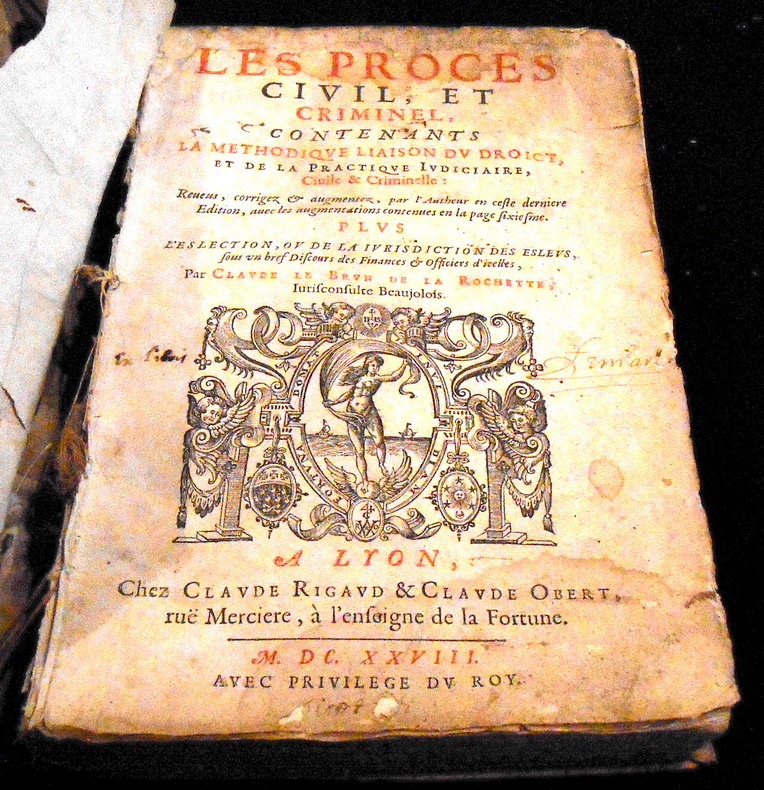 LES PROCES
CIVIL, ET
CRIMINEL,
CONTENANTS
LA METHODIQVE LIAISON DV DROICT,
ET DE LA PRACTIQVE IVDICIAIRE,
Ciuile & Criminelle :
Reueus, corrigez & augmentez, par l'Autheur en ceste derniere
Edition, auec les augmentations contenues en la page sixiesme.
PLVS
L'ESLECTION, OV DE LA IVRISDICTION DES ESLEVS,
sous vn bref Discours des Finances & Officiers d'icelles,
Par CLAVDE LE BRVN DE LA ROCHETTE,
Iurisconsulte Beaujolois.
Ex Libris
A LYON,
Chez CLAVDE RIGAVD & CLAVDE OBERT,
ruë Merciere, à l'enseigne de la Fortune.
M. DC. XXVIII.
AVEC PRIVILEGE DV ROY.